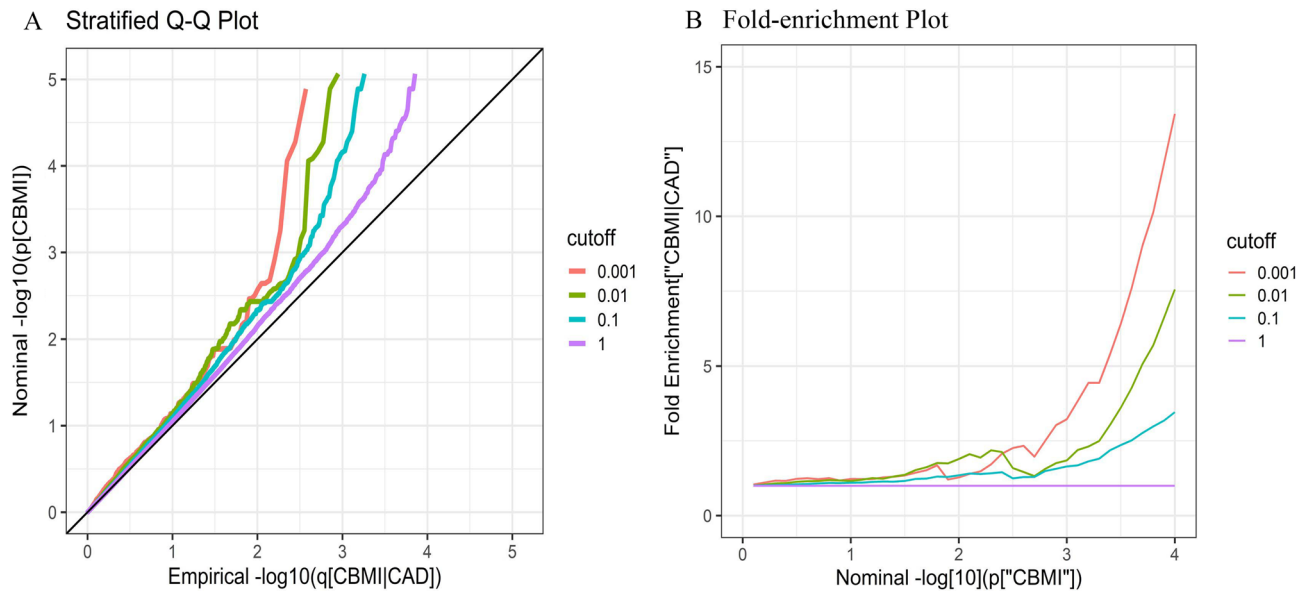 A Stratified Q-Q Plot
Nominal -log10(p[CBMI])
5
4
3
2
1
0
0 1 2 3 4 5
Empirical -log10(q[CBMI|CAD])
cutoff
0.001
0.01
0.1
1
B Fold-enrichment Plot
Fold Enrichment["CBMI|CAD"]
15
10
5
0
0 1 2 3 4
Nominal -log[10](p["CBMI"])
cutoff
0.001
0.01
0.1
1